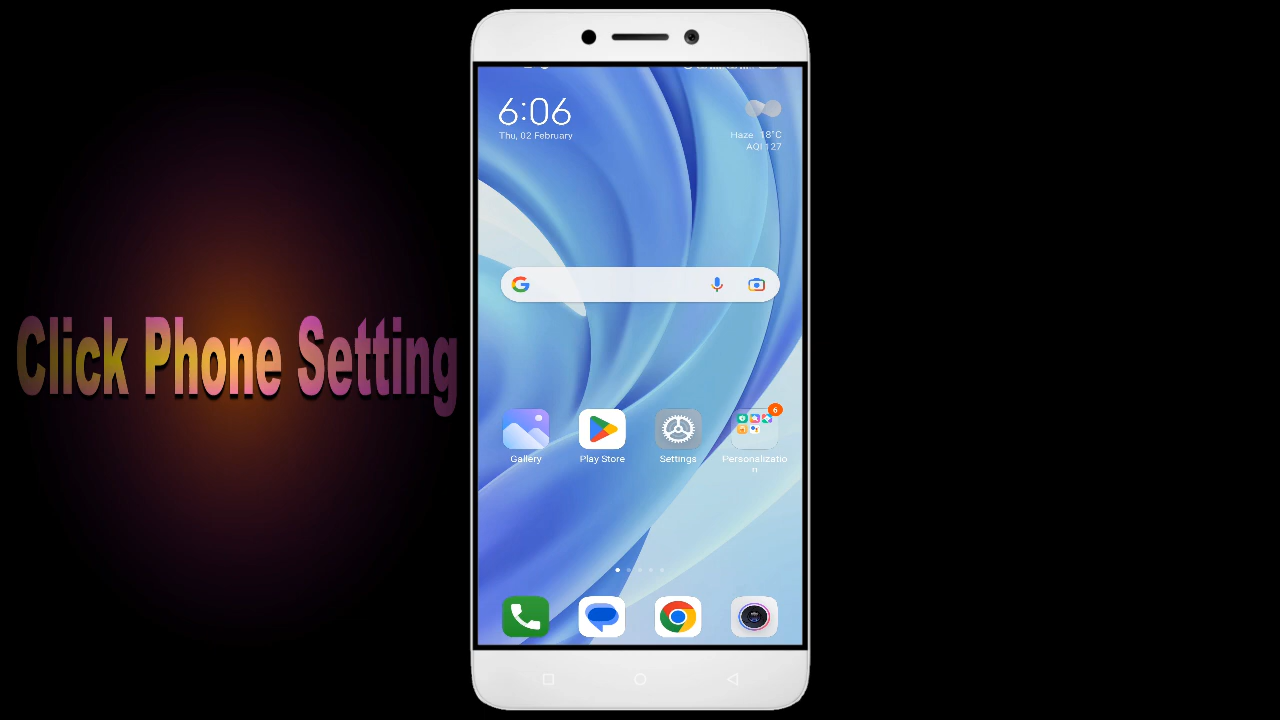 6:06
Thu, 02 February
Haze 18°C
AQI 127
Click Phone Setting
6
Gallery
Play Store
Settings
Personalizatio
n